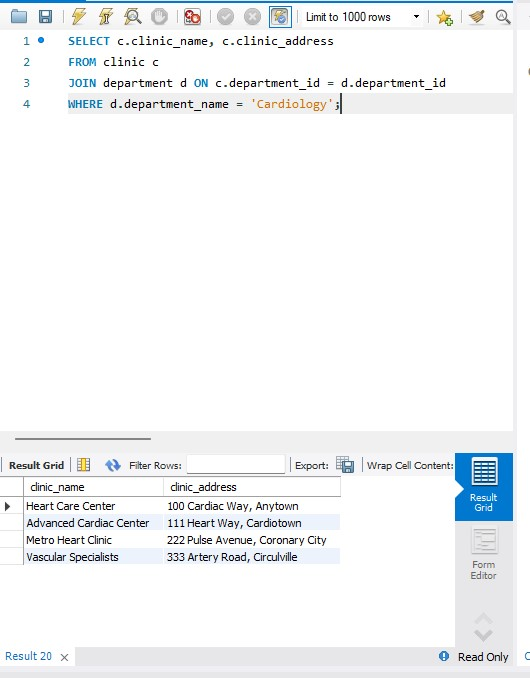 Limit to 1000 rows
1 SELECT c.clinic_name, c.clinic_address
2 FROM clinic c
3 JOIN department d ON c.department_id = d.department_id
4 WHERE d.department_name = 'Cardiology';
Result Grid Filter Rows: Export: Wrap Cell Content:
clinic_name clinic_address
Heart Care Center 100 Cardiac Way, Anytown
Advanced Cardiac Center 111 Heart Way, Cardiotown
Metro Heart Clinic 222 Pulse Avenue, Coronary City
Vascular Specialists 333 Artery Road, Circulville
Result
Grid
Form
Editor
Result 20 Read Only